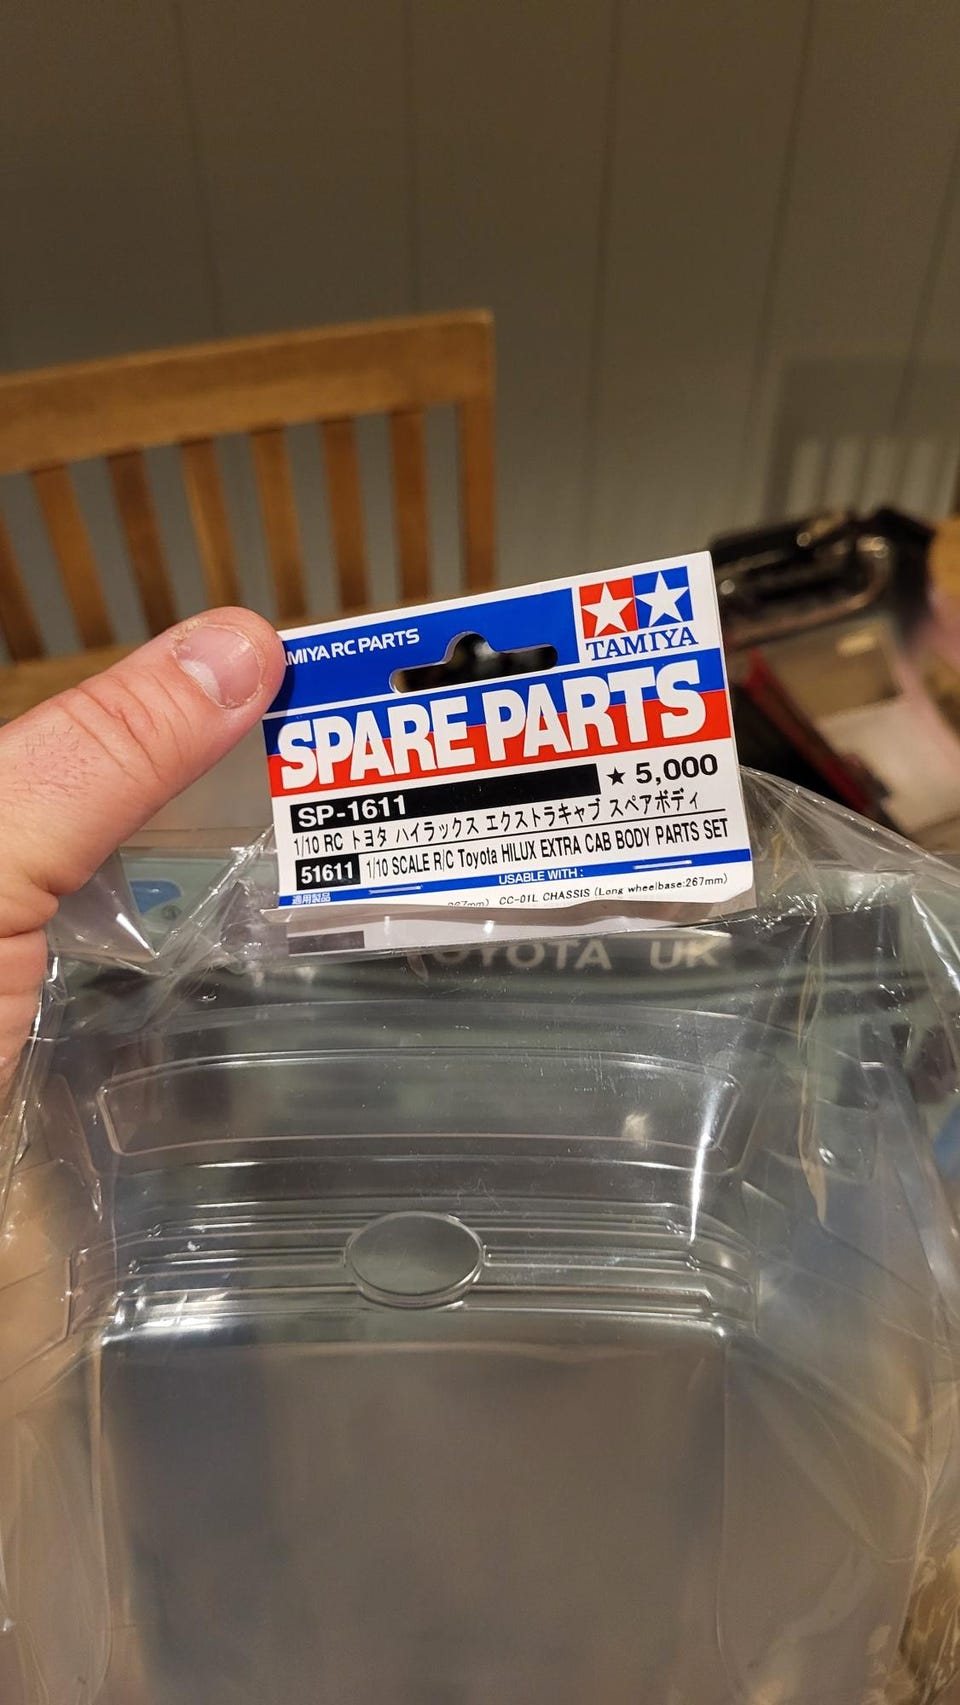 AMIYA RC PARTS
TAMIYA
SPARE PARTS
SP-1611
★ 5,000
1/10 RC トヨタ ハイラックス エクストラキャブ スペアボディ
51611 1/10 SCALE R/C Toyota HILUX EXTRA CAB BODY PARTS SET
適用製品 USABLE WITH :
267mm) CC-01L CHASSIS (Long wheelbase:267mm)
TOYOTA UK